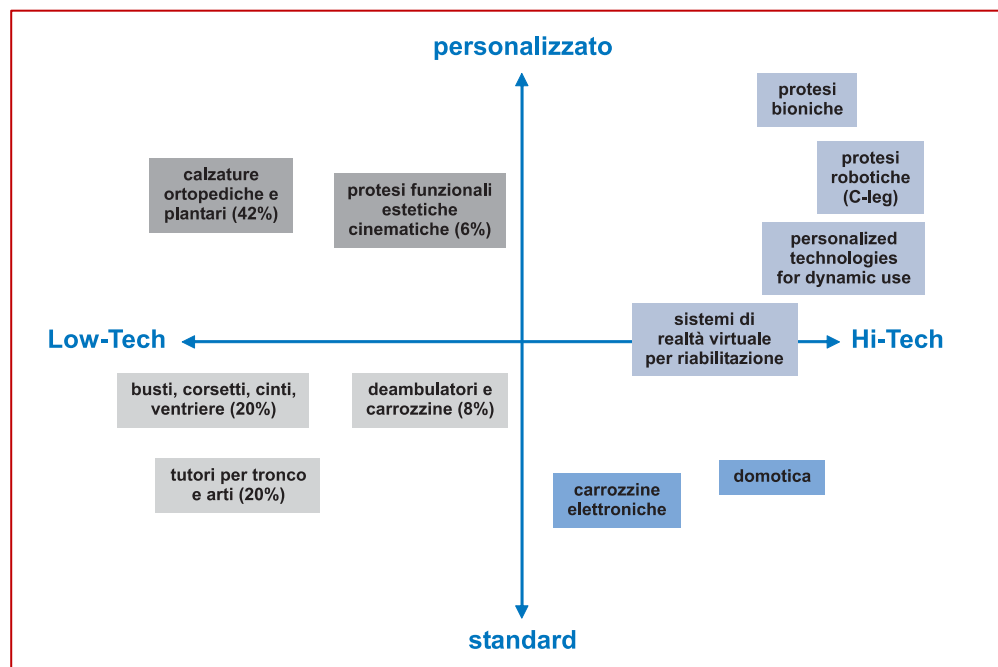 personalizzato
protesi
bioniche
calzature
ortopediche e
plantari (42%)
protesi funzionali
estetiche
cinematiche (6%)
protesi
robotiche
(C-leg)
personalized
technologies
for dynamic use
Low-Tech
sistemi di
realtà virtuale
per riabilitazione
Hi-Tech
busti, corsetti, cinti,
ventriere (20%)
deambulatori e
carrozzine (8%)
tutori per tronco
e arti (20%)
carrozzine
elettroniche
domotica
standard